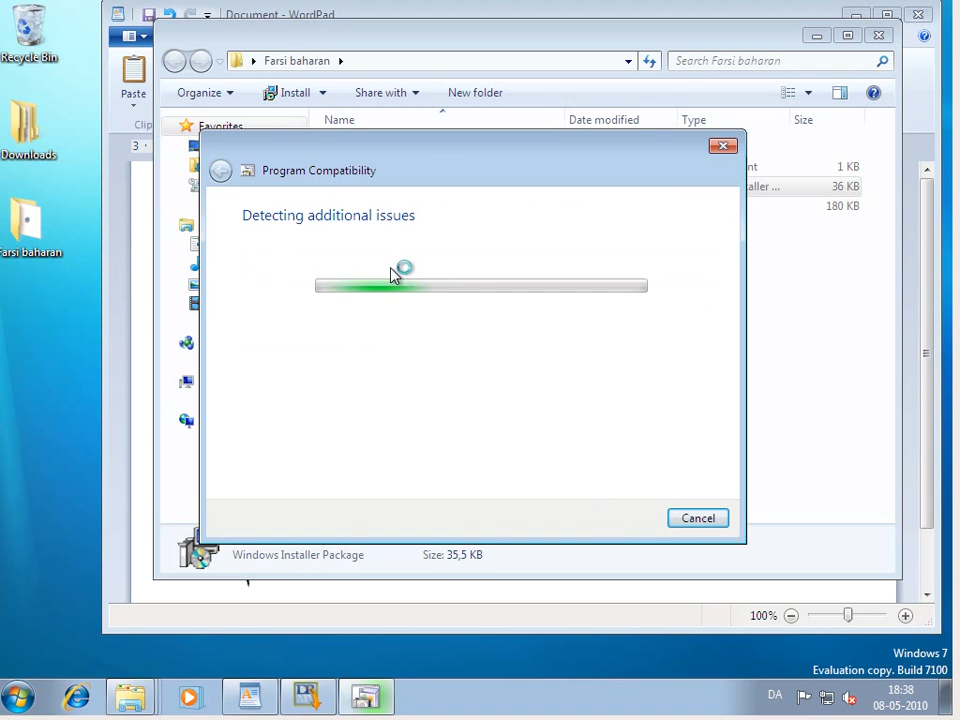 Document - WordPad
Recycle Bin
Farsi baharan
Search Farsi baharan
Paste
Organize
Install
Share with
New folder
Clip
Favorites
Name
Date modified
Type
Size
3
1 KB
36 KB
180 KB
Downloads
Program Compatibility
Detecting additional issues
Farsi baharan
Cancel
Windows Installer Package
Size: 35,5 KB
100%
Windows 7
Evaluation copy. Build 7100
DA
18:38
08-05-2010